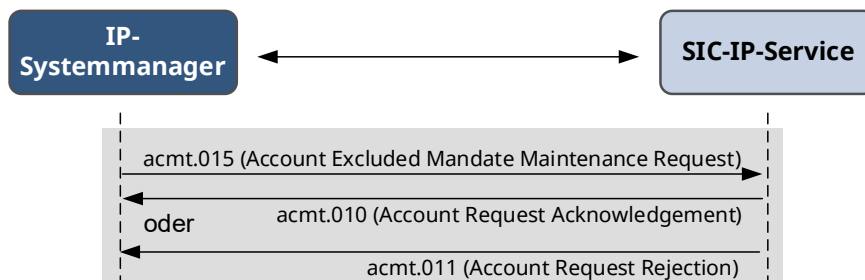 IP-
Systemmanager
SIC-IP-Service
acmt.015 (Account Excluded Mandate Maintenance Request)
acmt.010 (Account Request Acknowledgement)
oder
acmt.011 (Account Request Rejection)